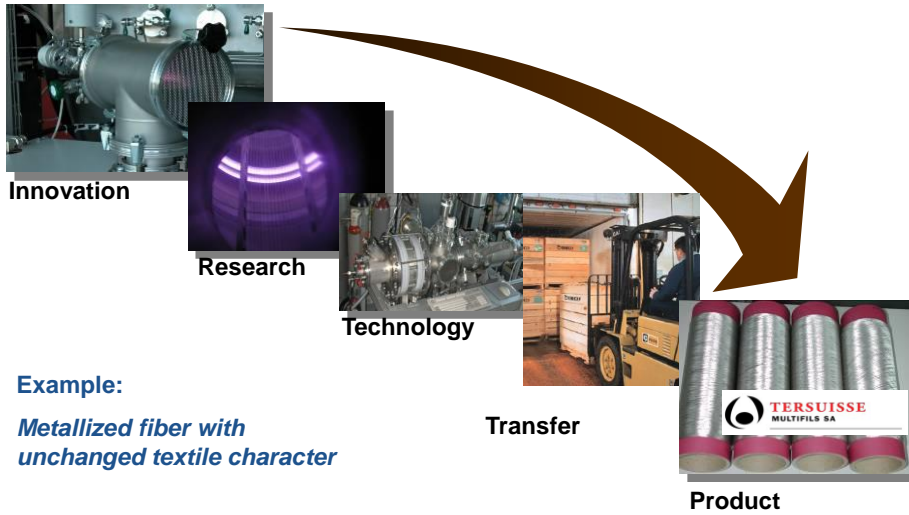 Innovation
Research
Technology
Example:
Metallized fiber with
unchanged textile character
Transfer
TERSUISSE
MULTIFILS SA
Product